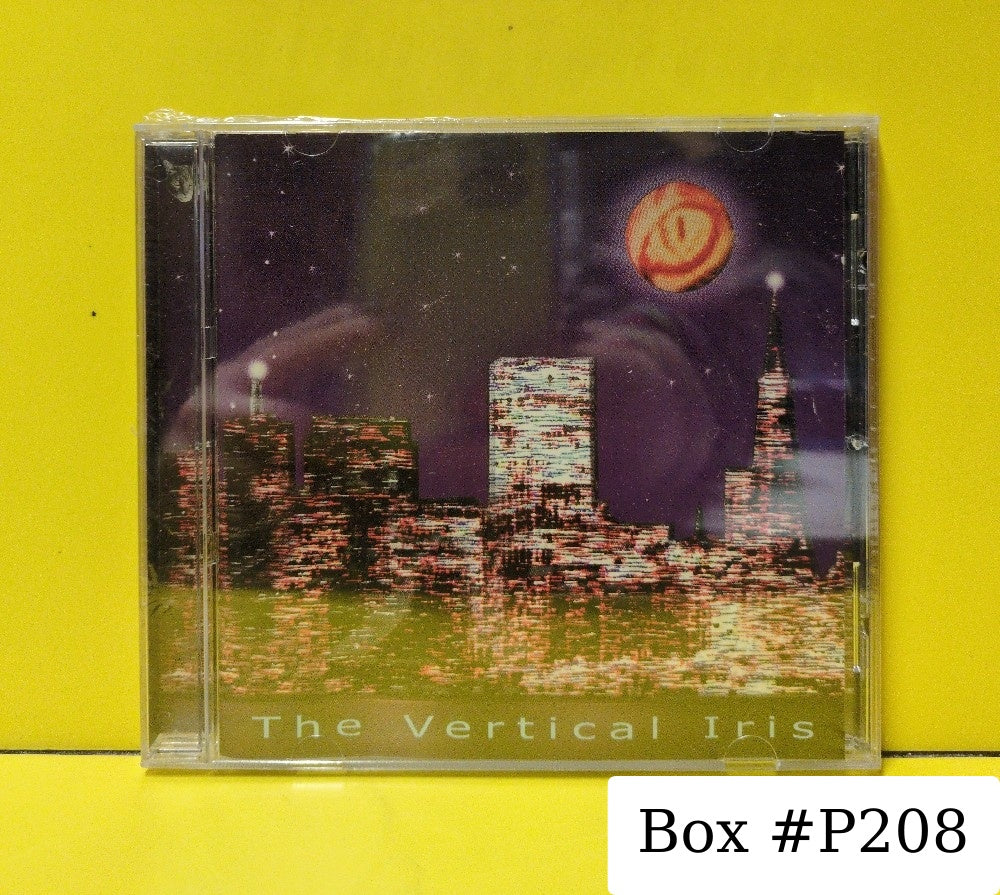 The Vertical Iris
Box #P208